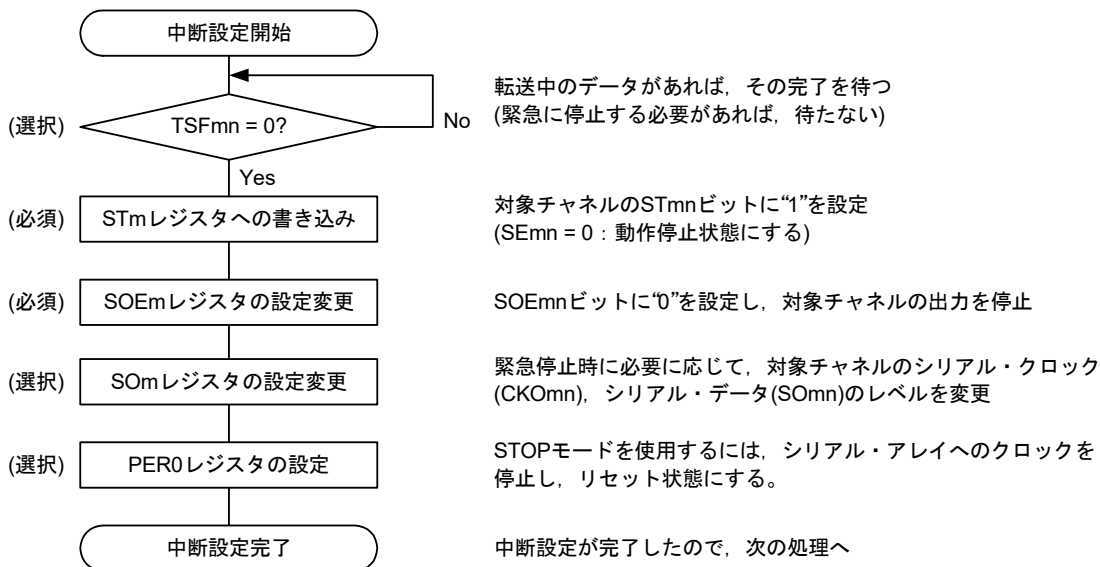 中断設定開始
転送中のデータがあれば，その完了を待つ
(緊急に停止する必要があれば，待たない)
(選択)
TSFmn = 0?
No
Yes
(必須)
STmレジスタへの書き込み
対象チャネルのSTmnビットに“1”を設定
(SEmn = 0：動作停止状態にする)
(必須)
SOEmレジスタの設定変更
SOEmnビットに“0”を設定し，対象チャネルの出力を停止
(選択)
SOmレジスタの設定変更
緊急停止時に必要に応じて，対象チャネルのシリアル・クロック
(CKOmn)，シリアル・データ(SOmn)のレベルを変更
(選択)
PER0レジスタの設定
STOPモードを使用するには，シリアル・アレイへのクロックを
停止し，リセット状態にする。
中断設定完了
中断設定が完了したので，次の処理へ